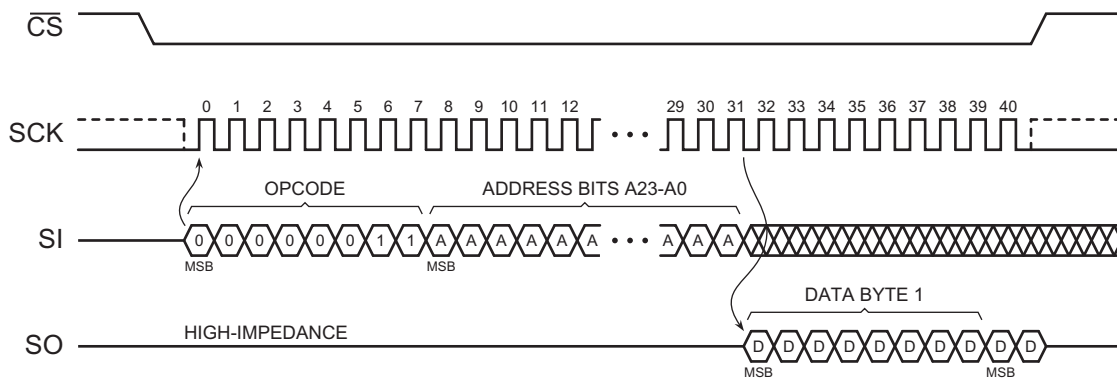 CS
0 1 2 3 4 5 6 7 8 9 10 11 12 29 30 31 32 33 34 35 36 37 38 39 40
SCK
OPCODE ADDRESS BITS A23-A0
SI 0 0 0 0 0 0 1 1 A A A A A A A A A
MSB MSB
DATA BYTE 1
HIGH-IMPEDANCE
SO D D D D D D D D D D
MSB MSB